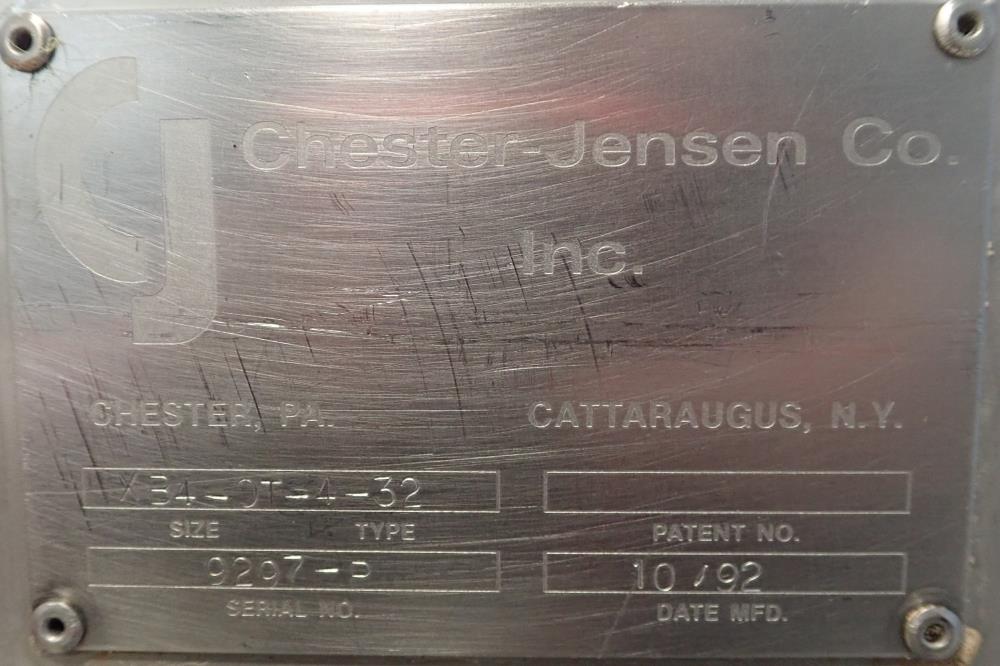 CJ
Chester-Jensen Co.
Inc.
CHESTER, PA. CATTARAUGUS, N.Y.
XB4-DT-4-32
SIZE TYPE PATENT NO.
9297-P 10/92
SERIAL NO. DATE MFD.